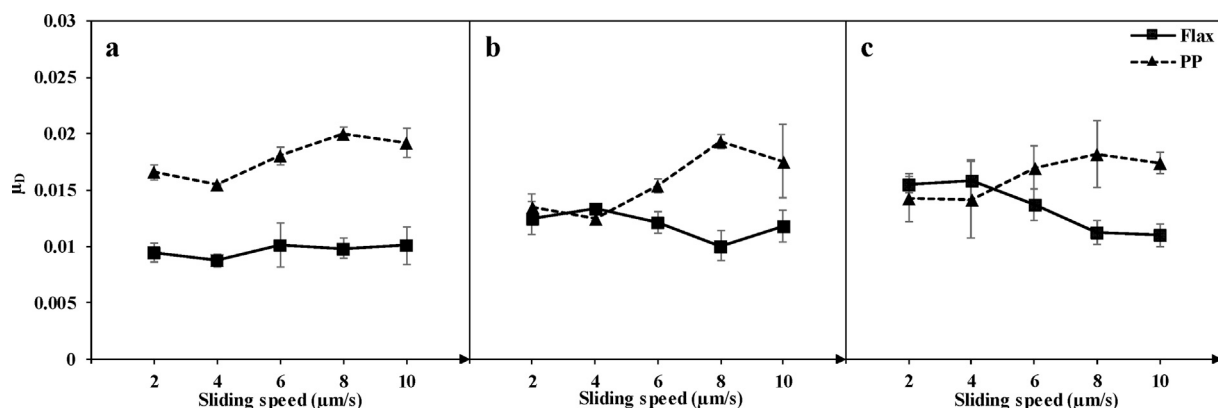 0.03
0.025
0.02
0.015
0.01
0.005
0
μD
a
b
c
Flax
PP
2 4 6 8 10
2 4 6 8 10
2 4 6 8 10
Sliding speed (μm/s)
Sliding speed (μm/s)
Sliding speed (μm/s)